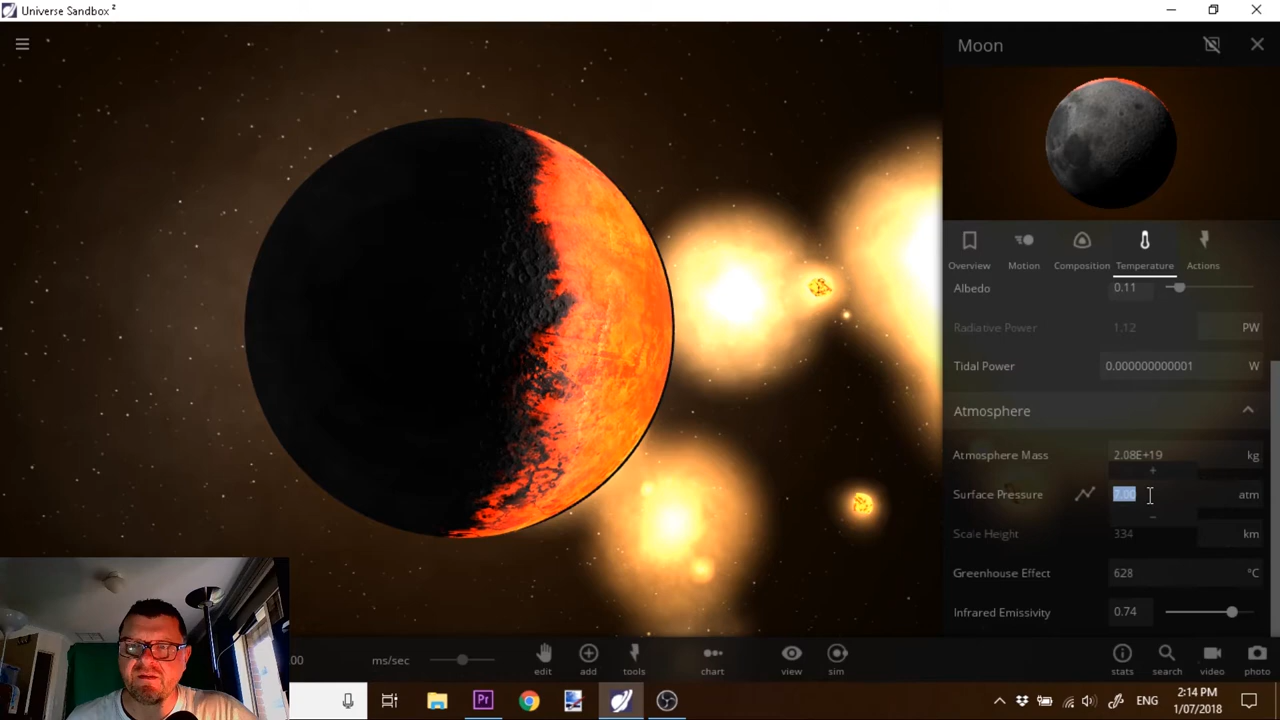 Universe Sandbox ²
Moon
Overview Motion Composition Temperature Actions
Albedo 0.11
Radiative Power 1.12 PW
Tidal Power 0.000000000001 W
Atmosphere
Atmosphere Mass 2.08E+19 kg
+
Surface Pressure 7.00 atm
−
Scale Height 334 km
Greenhouse Effect 628 °C
Infrared Emissivity 0.74
00 ms/sec
edit add tools chart view sim stats search video photo
Pr
ENG
2:14 PM
1/07/2018